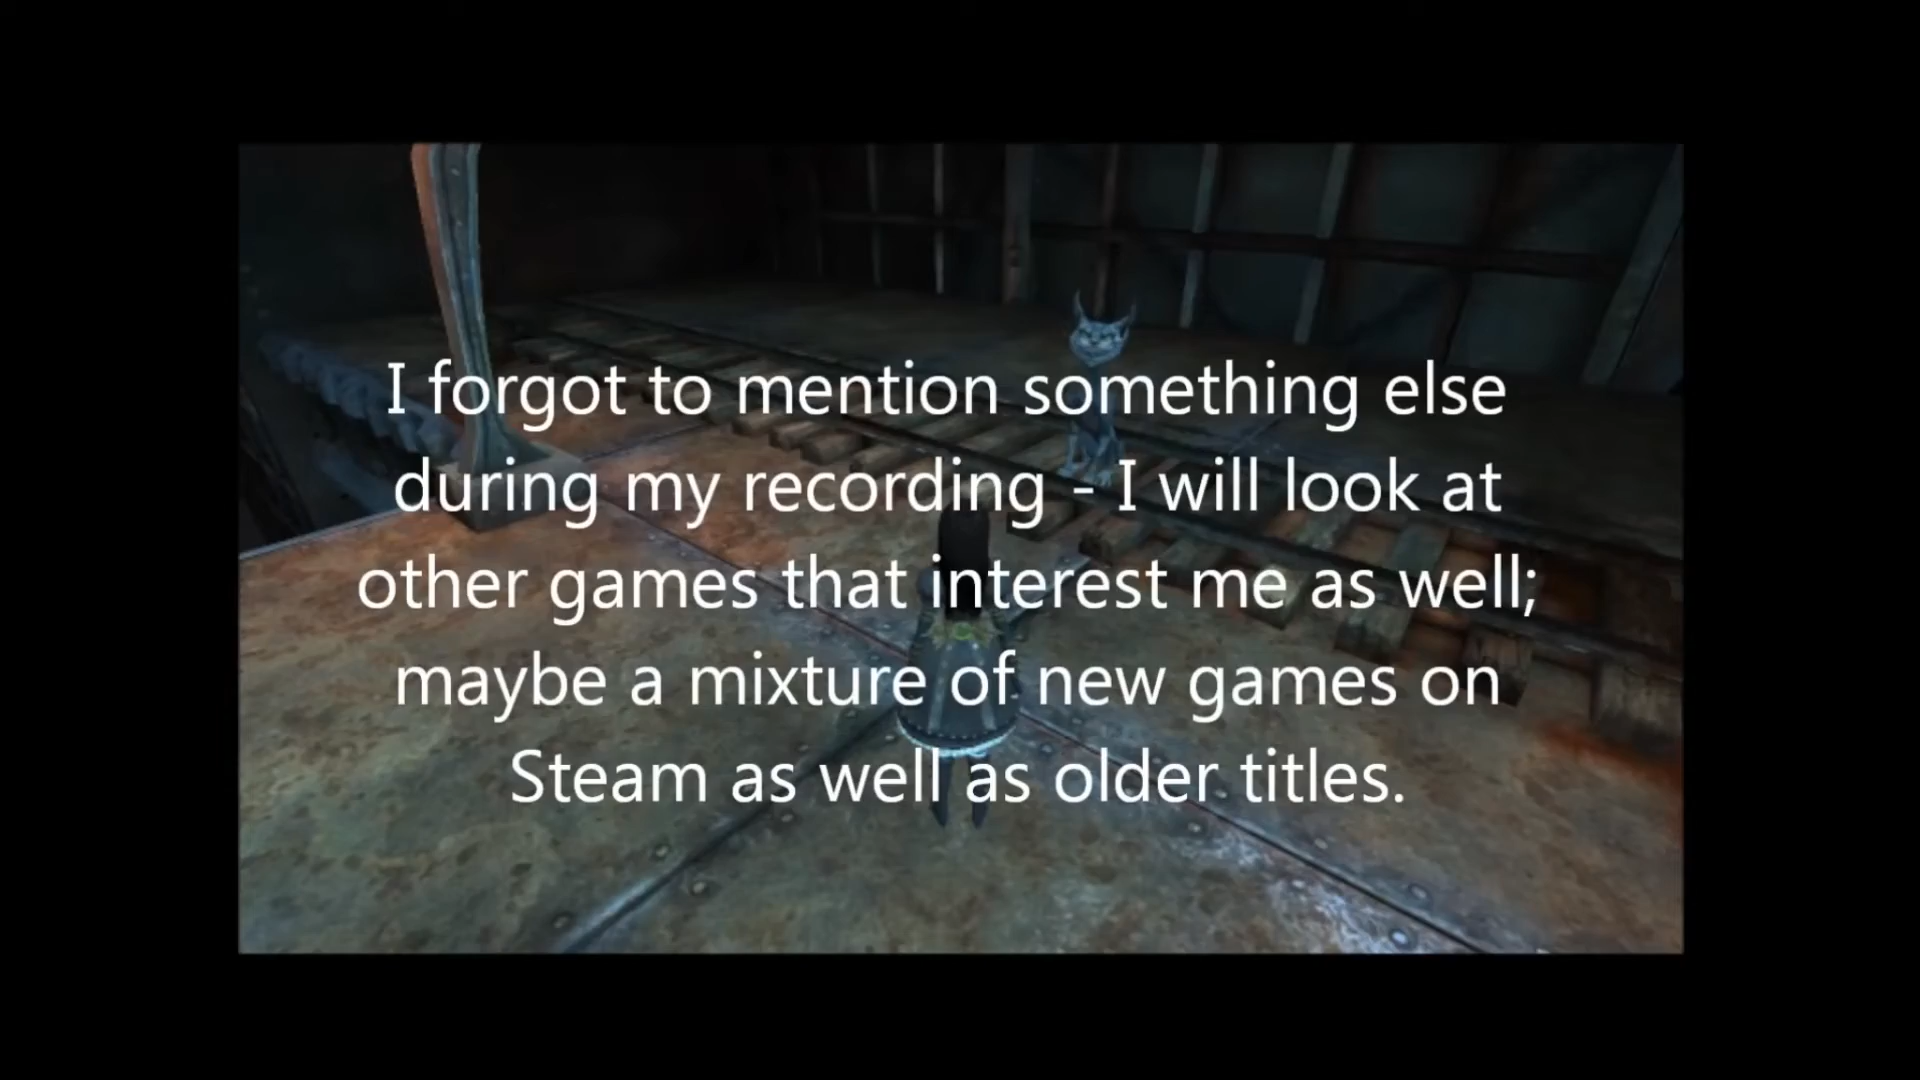 I forgot to mention something else
during my recording - I will look at
other games that interest me as well;
maybe a mixture of new games on
Steam as well as older titles.